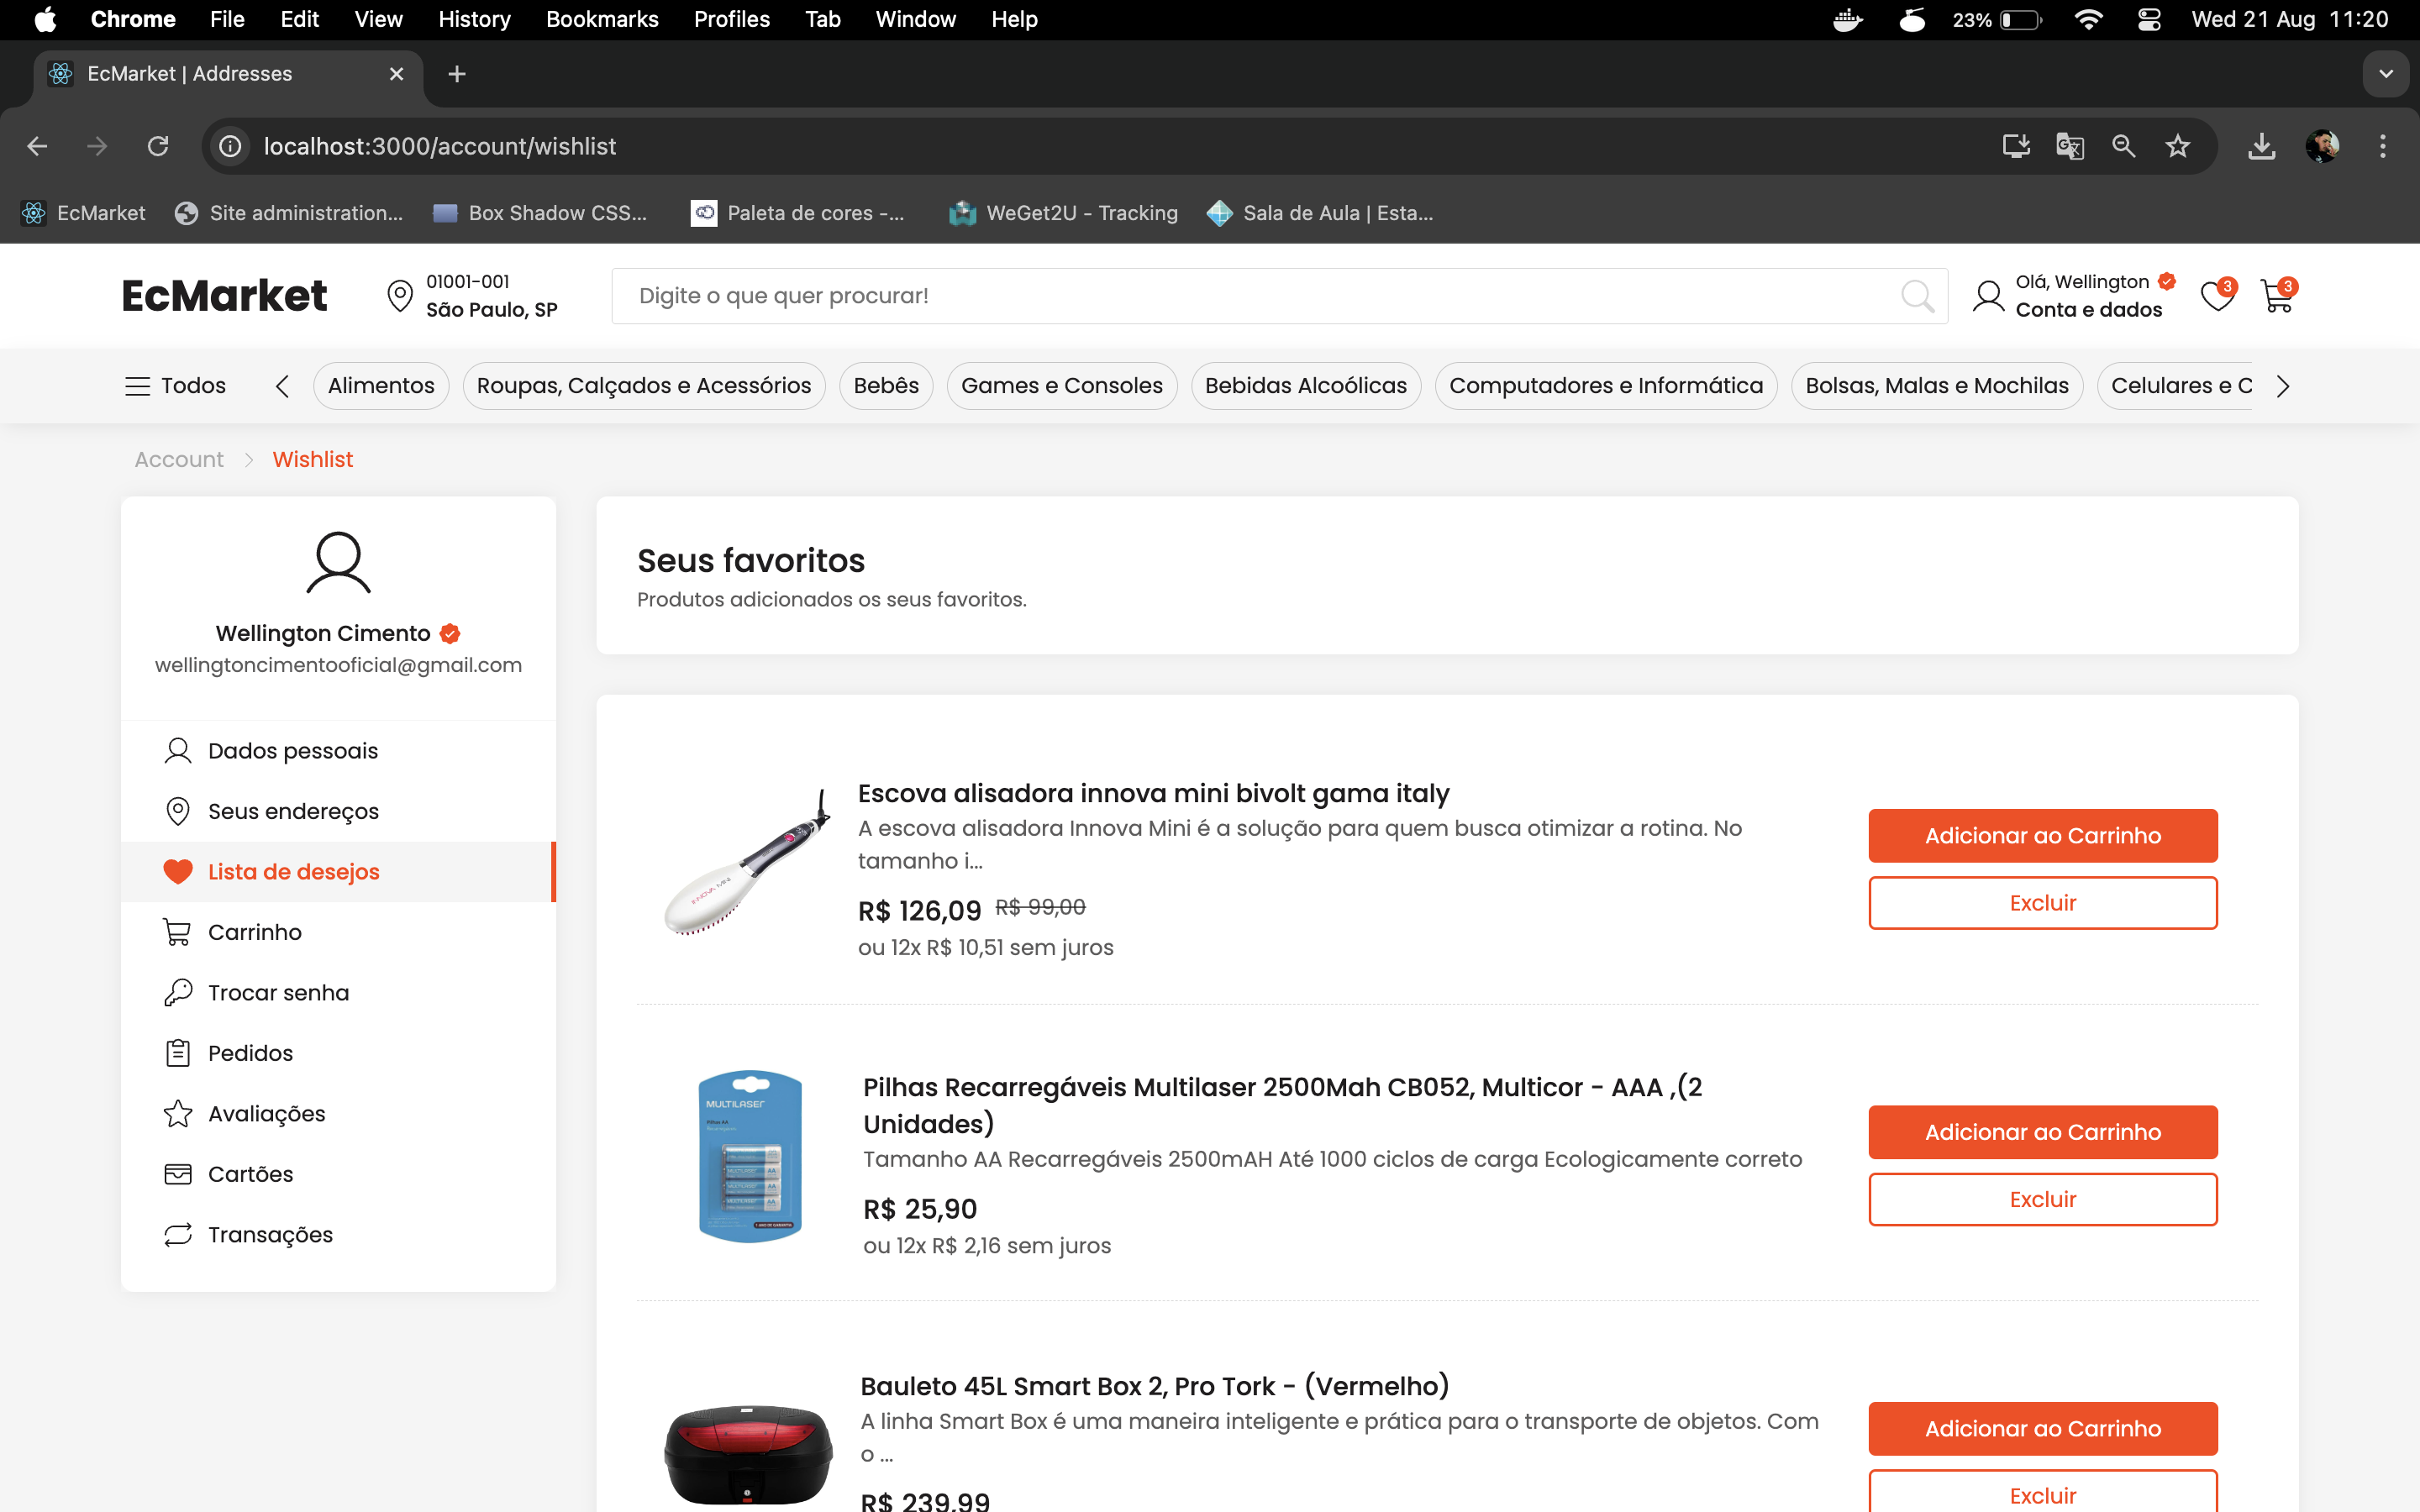 Chrome File Edit View History Bookmarks Profiles Tab Window Help 23% Wed 21 Aug 11:20
EcMarket | Addresses
localhost:3000/account/wishlist
EcMarket Site administration... Box Shadow CSS... Paleta de cores -... WeGet2U - Tracking Sala de Aula | Esta...
EcMarket
01001-001
São Paulo, SP
Digite o que quer procurar!
Olá, Wellington
Conta e dados
3
3
Todos Alimentos Roupas, Calçados e Acessórios Bebês Games e Consoles Bebidas Alcoólicas Computadores e Informática Bolsas, Malas e Mochilas Celulares e C
Account Wishlist
Wellington Cimento
wellingtoncimentooficial@gmail.com
Dados pessoais
Seus endereços
Lista de desejos
Carrinho
Trocar senha
Pedidos
Avaliações
Cartões
Transações
Seus favoritos
Produtos adicionados os seus favoritos.
INNOVA MINI
Escova alisadora innova mini bivolt gama italy
A escova alisadora Innova Mini é a solução para quem busca otimizar a rotina. No
tamanho i...
R$ 126,09 R$ 99,00
ou 12x R$ 10,51 sem juros
Adicionar ao Carrinho
Excluir
MULTILASER
Pilhas AA
Recarregáveis
Pilhas Recarregáveis Multilaser 2500Mah CB052, Multicor - AAA ,(2
Unidades)
Tamanho AA Recarregáveis 2500mAH Até 1000 ciclos de carga Ecologicamente correto
R$ 25,90
ou 12x R$ 2,16 sem juros
Adicionar ao Carrinho
Excluir
Bauleto 45L Smart Box 2, Pro Tork - (Vermelho)
A linha Smart Box é uma maneira inteligente e prática para o transporte de objetos. Com
o ...
R$ 239,99
Adicionar ao Carrinho
Excluir